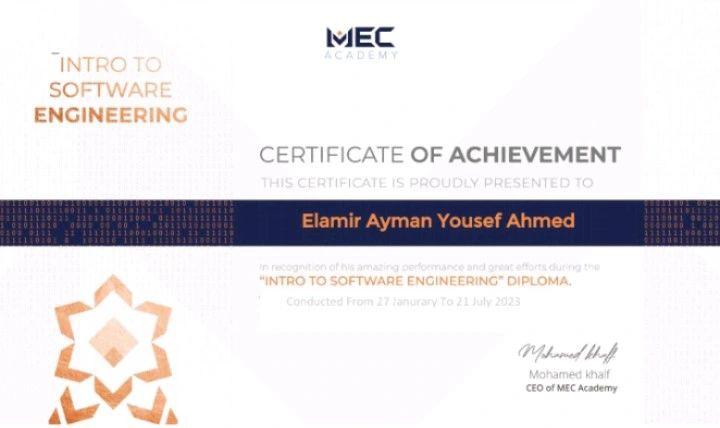 MEC
ACADEMY
INTRO TO
SOFTWARE
ENGINEERING
CERTIFICATE OF ACHIEVEMENT
THIS CERTIFICATE IS PROUDLY PRESENTED TO
Elamir Ayman Yousef Ahmed
In recognition of his amazing performance and great efforts during the
"INTRO TO SOFTWARE ENGINEERING" DIPLOMA.
Conducted From 27 Janurary To 21 July 2023
Mohamed khalf
Mohamed khalf
CEO of MEC Academy